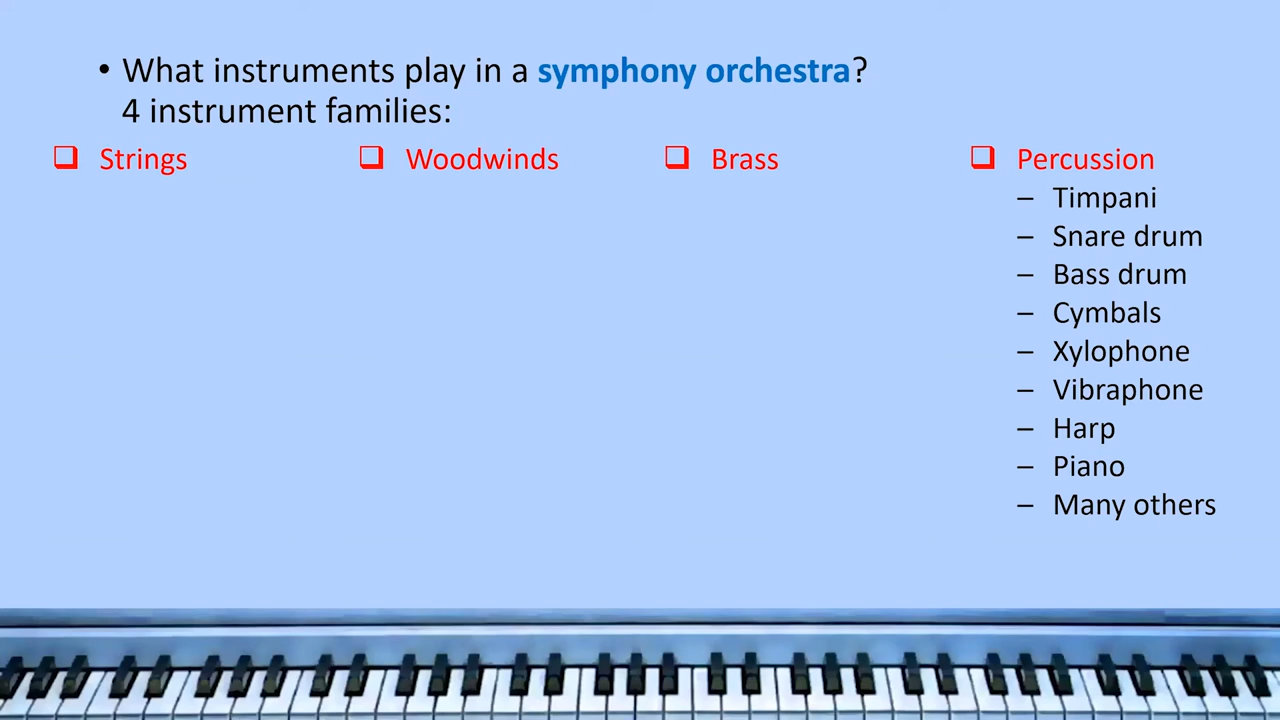 • What instruments play in a symphony orchestra?
4 instrument families:
❑ Strings
❑ Woodwinds
❑ Brass
❑ Percussion
– Timpani
– Snare drum
– Bass drum
– Cymbals
– Xylophone
– Vibraphone
– Harp
– Piano
– Many others